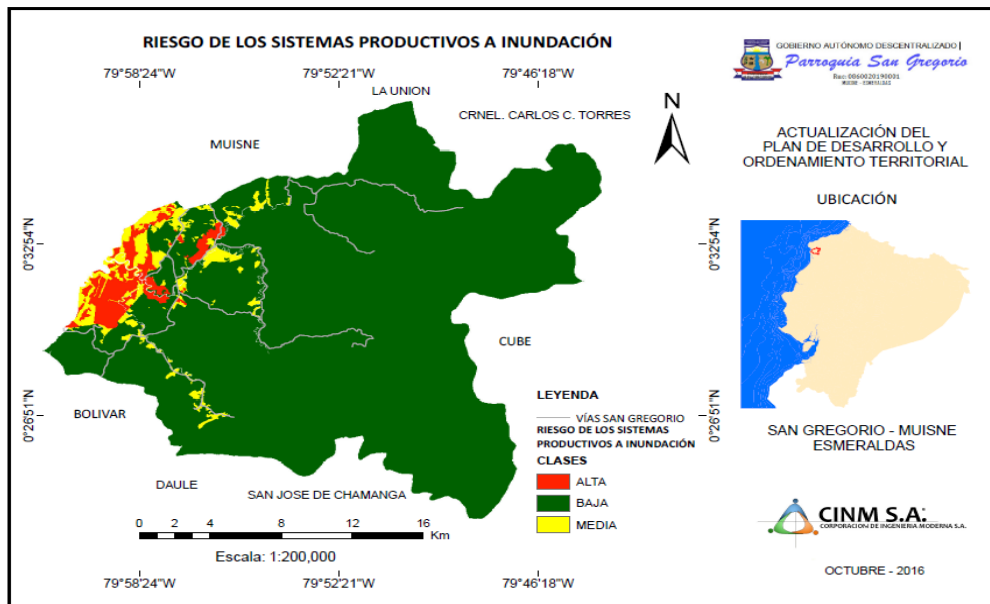 RIESGO DE LOS SISTEMAS PRODUCTIVOS A INUNDACIÓN
79°58'24"W
79°52'21"W
79°46'18"W
LA UNION
CRNEL. CARLOS C. TORRES
MUISNE
N
0°32'54"N
0°32'54"N
CUBE
0°26'51"N
0°26'51"N
BOLIVAR
DAULE
SAN JOSE DE CHAMANGA
LEYENDA
VÍAS SAN GREGORIO
RIESGO DE LOS SISTEMAS
PRODUCTIVOS A INUNDACIÓN
CLASES
ALTA
BAJA
MEDIA
0 2 4 8 12 16
Km
Escala: 1:200,000
79°58'24"W
79°52'21"W
79°46'18"W
GOBIERNO AUTÓNOMO DESCENTRALIZADO
Parroquia San Gregorio
Ruc: 0860020190001
MUISNE - ESMERALDAS
ACTUALIZACIÓN DEL
PLAN DE DESARROLLO Y
ORDENAMIENTO TERRITORIAL
UBICACIÓN
SAN GREGORIO - MUISNE
ESMERALDAS
CINM S.A.
CORPORACION DE INGENIERIA MODERNA S.A.
OCTUBRE - 2016